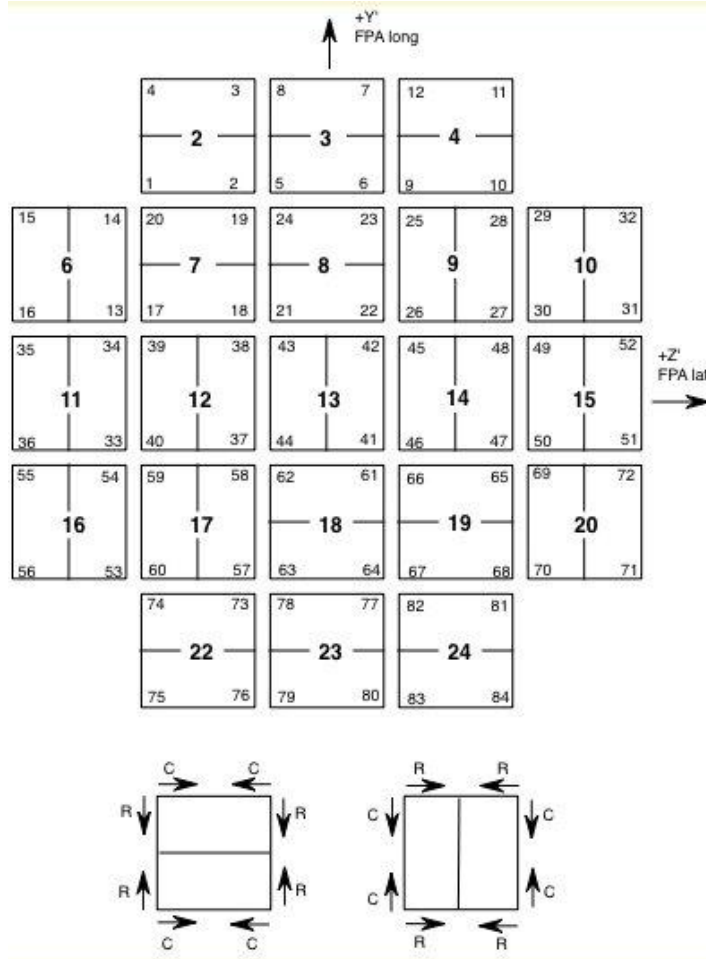 +Y'
FPA long
4 3 8 7 12 11
2 3 4
1 2 5 6 9 10
15 14 20 19 24 23 25 28 29 32
6 7 8 9 10
16 13 17 18 21 22 26 27 30 31
35 34 39 38 43 42 45 48 49 52
+Z'
FPA lat
11 12 13 14 15
36 33 40 37 44 41 46 47 50 51
55 54 59 58 62 61 66 65 69 72
16 17 18 19 20
56 53 60 57 63 64 67 68 70 71
74 73 78 77 82 81
22 23 24
75 76 79 80 83 84
C C R R
R R C C
R R C C
C C R R